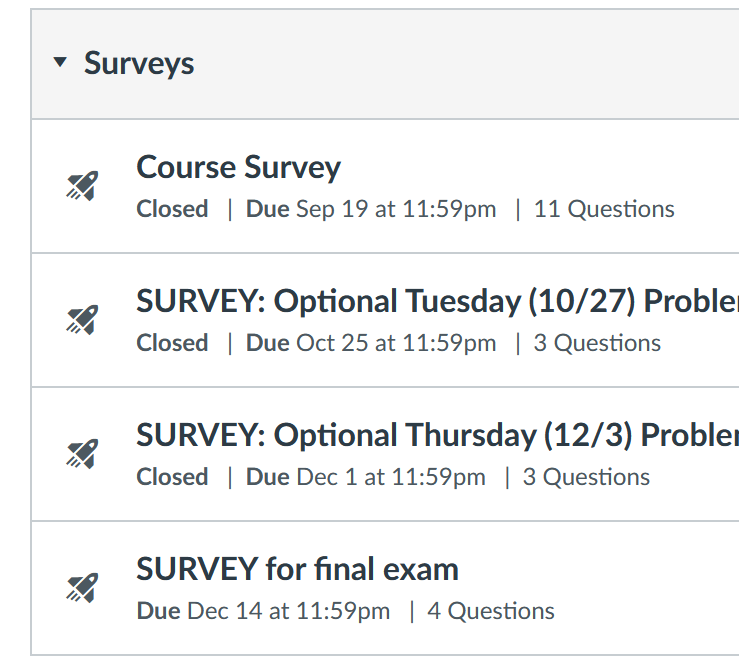 Surveys
Course Survey
Closed | Due Sep 19 at 11:59pm | 11 Questions
SURVEY: Optional Tuesday (10/27)
Closed | Due Oct 25 at 11:59pm | 3 Questions
SURVEY: Optional Thursday (12/3)
Closed | Due Dec 1 at 11:59pm | 3 Questions
SURVEY for final exam
Due Dec 14 at 11:59pm | 4 Questions